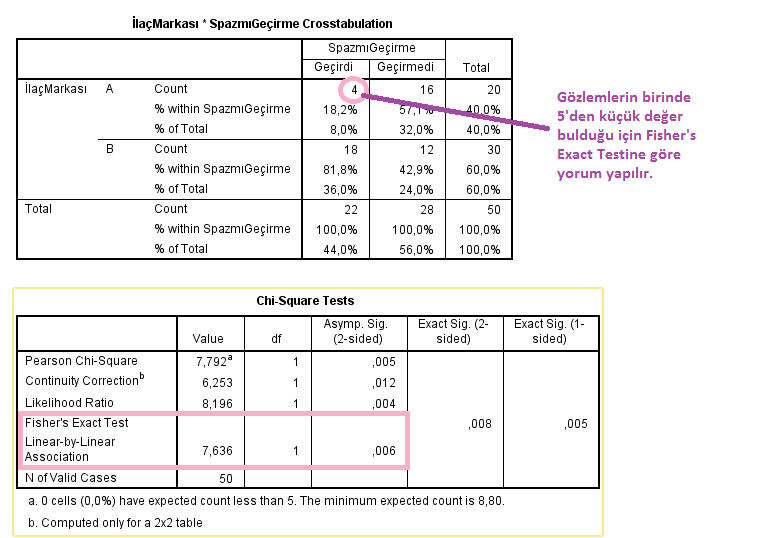 İlaçMarkası * SpazmıGeçirme Crosstabulation
SpazmıGeçirme
Geçirdi Geçirmedi Total
İlaçMarkası A Count 4 16 20
% within SpazmıGeçirme 18,2% 57,1% 40,0%
% of Total 8,0% 32,0% 40,0%
B Count 18 12 30
% within SpazmıGeçirme 81,8% 42,9% 60,0%
% of Total 36,0% 24,0% 60,0%
Total Count 22 28 50
% within SpazmıGeçirme 100,0% 100,0% 100,0%
% of Total 44,0% 56,0% 100,0%
Gözlemlerin birinde
5'den küçük değer
bulduğu için Fisher's
Exact Testine göre
yorum yapılır.
Chi-Square Tests
Value df Asymp. Sig. (2-sided) Exact Sig. (2-sided) Exact Sig. (1-sided)
Pearson Chi-Square 7,792a 1 ,005
Continuity Correctionb 6,253 1 ,012
Likelihood Ratio 8,196 1 ,004
Fisher's Exact Test ,008 ,005
Linear-by-Linear
Association 7,636 1 ,006
N of Valid Cases 50
a. 0 cells (0,0%) have expected count less than 5. The minimum expected count is 8,80.
b. Computed only for a 2x2 table